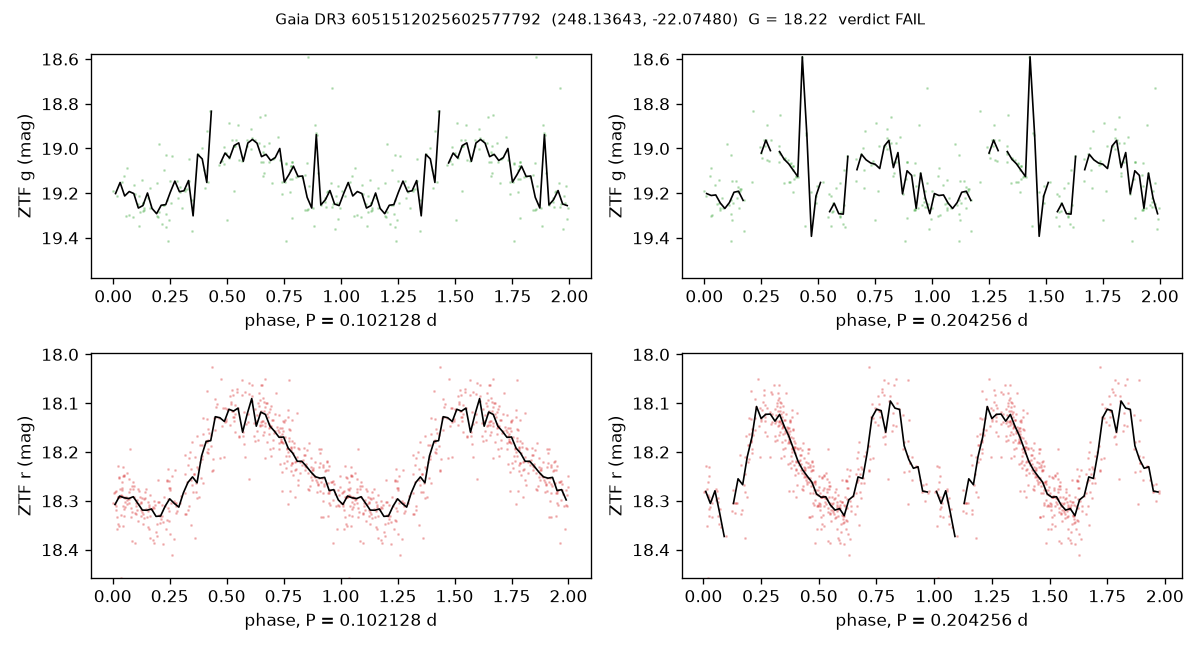 Gaia DR3 6051512025602577792 (248.13643, -22.07480) G = 18.22 verdict FAIL
ZTF g (mag)
18.6
18.8
19.0
19.2
19.4
0.00 0.25 0.50 0.75 1.00 1.25 1.50 1.75 2.00
phase, P = 0.102128 d
ZTF g (mag)
18.6
18.8
19.0
19.2
19.4
0.00 0.25 0.50 0.75 1.00 1.25 1.50 1.75 2.00
phase, P = 0.204256 d
ZTF r (mag)
18.0
18.1
18.2
18.3
18.4
0.00 0.25 0.50 0.75 1.00 1.25 1.50 1.75 2.00
phase, P = 0.102128 d
ZTF r (mag)
18.0
18.1
18.2
18.3
18.4
0.00 0.25 0.50 0.75 1.00 1.25 1.50 1.75 2.00
phase, P = 0.204256 d